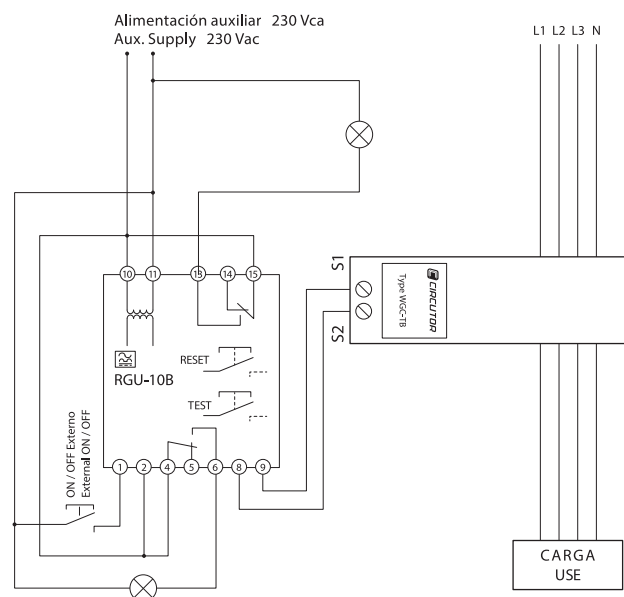 Alimentación auxiliar 230 Vca
Aux. Supply 230 Vac
L1 L2 L3 N
10 11 13 14 15
S1
S2
CIRCUTOR
Type WGC-TB
RGU-10B
RESET
TEST
ON / OFF Externo
External ON / OFF
1 2 4 5 6 8 9
CARGA
USE